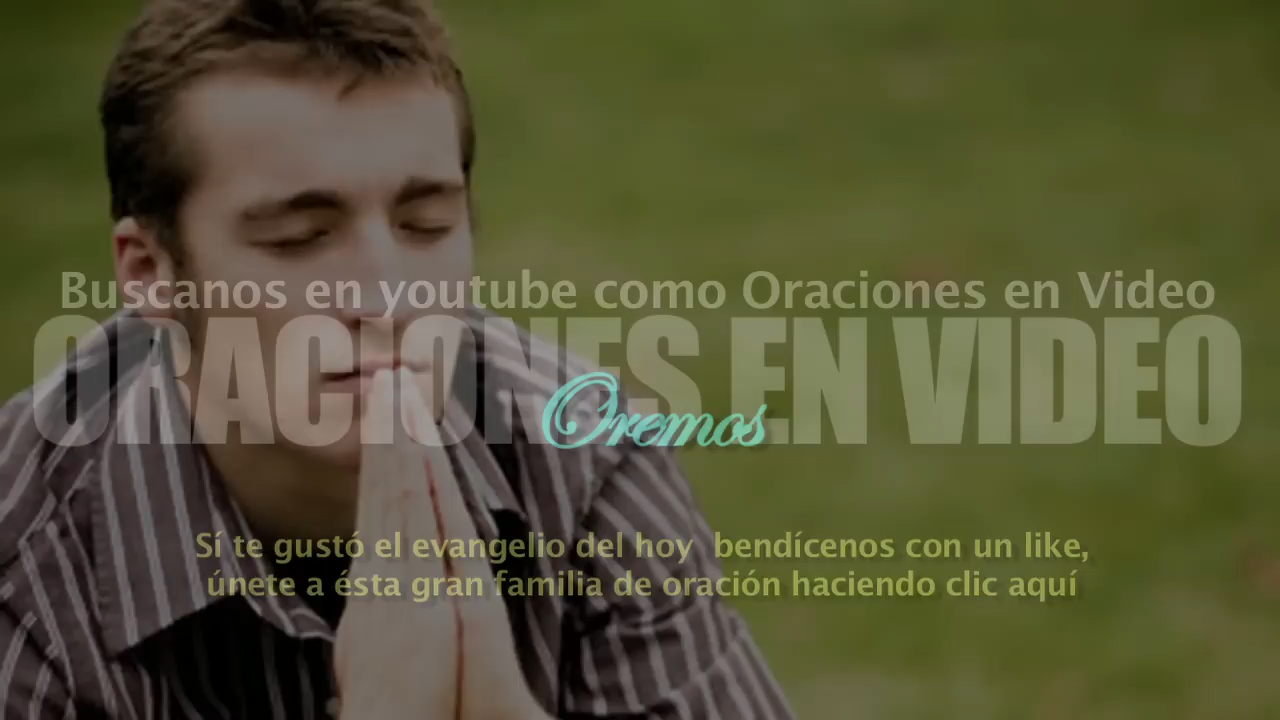 Buscanos en youtube como Oraciones en Video
ORACIONES EN VIDEO
Oremos
Sí te gustó el evangelio del hoy bendícenos con un like,
únete a ésta gran familia de oración haciendo clic aquí